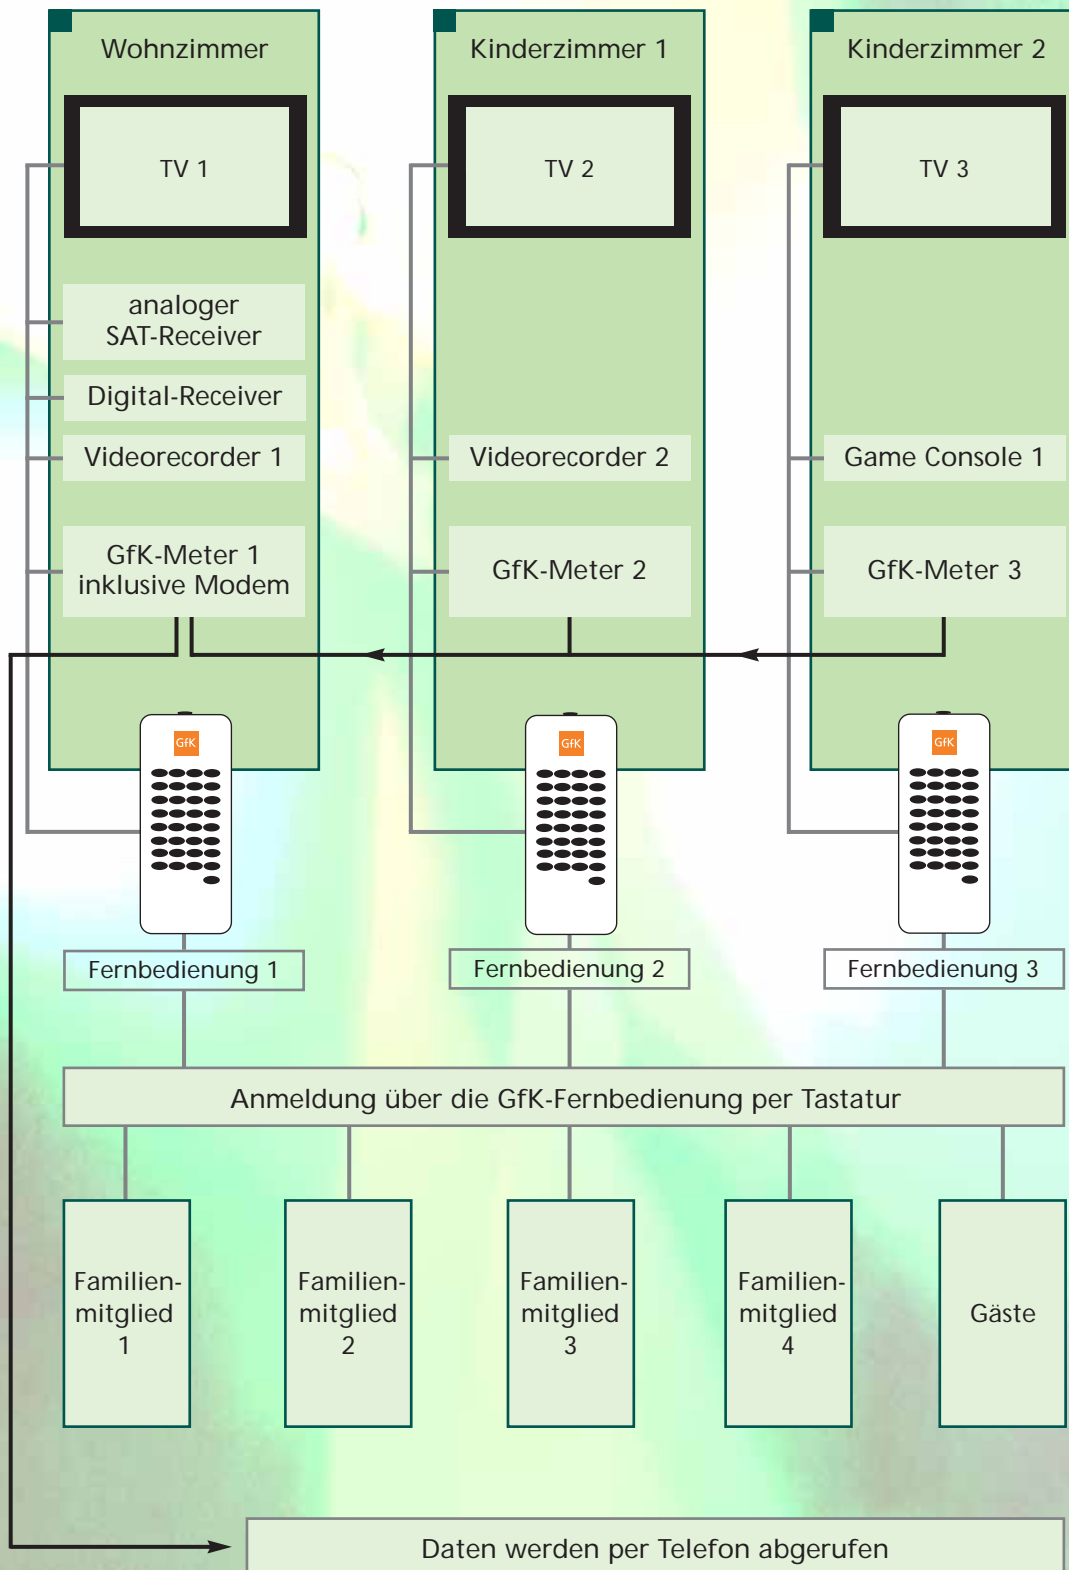 Wohnzimmer
TV 1
analoger
SAT-Receiver
Digital-Receiver
Videorecorder 1
GfK-Meter 1
inklusive Modem
GfK
Fernbedienung 1
Kinderzimmer 1
TV 2
Videorecorder 2
GfK-Meter 2
GfK
Fernbedienung 2
Kinderzimmer 2
TV 3
Game Console 1
GfK-Meter 3
GfK
Fernbedienung 3
Anmeldung über die GfK-Fernbedienung per Tastatur
Familien-
mitglied
1
Familien-
mitglied
2
Familien-
mitglied
3
Familien-
mitglied
4
Gäste
Daten werden per Telefon abgerufen